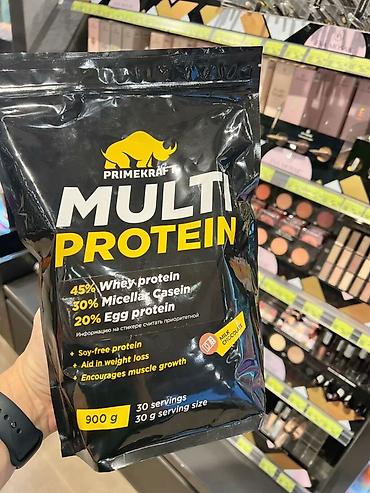 PRIMEKRAFT
MULTI
PROTEIN
45% Whey protein
30% Micellar Casein
20% Egg protein
Информацию на стикере считать приоритетной
MILK
CHOCOLATE
+ Soy-free protein
+ Aid in weight loss
+ Encourages muscle growth
900 g
30 servings
30 g serving size